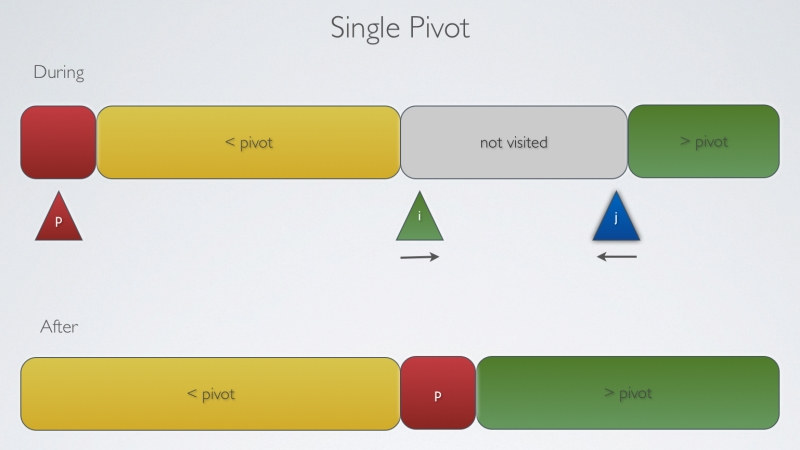 Single Pivot
During
< pivot
not visited
> pivot
P
i
j
After
< pivot
P
> pivot